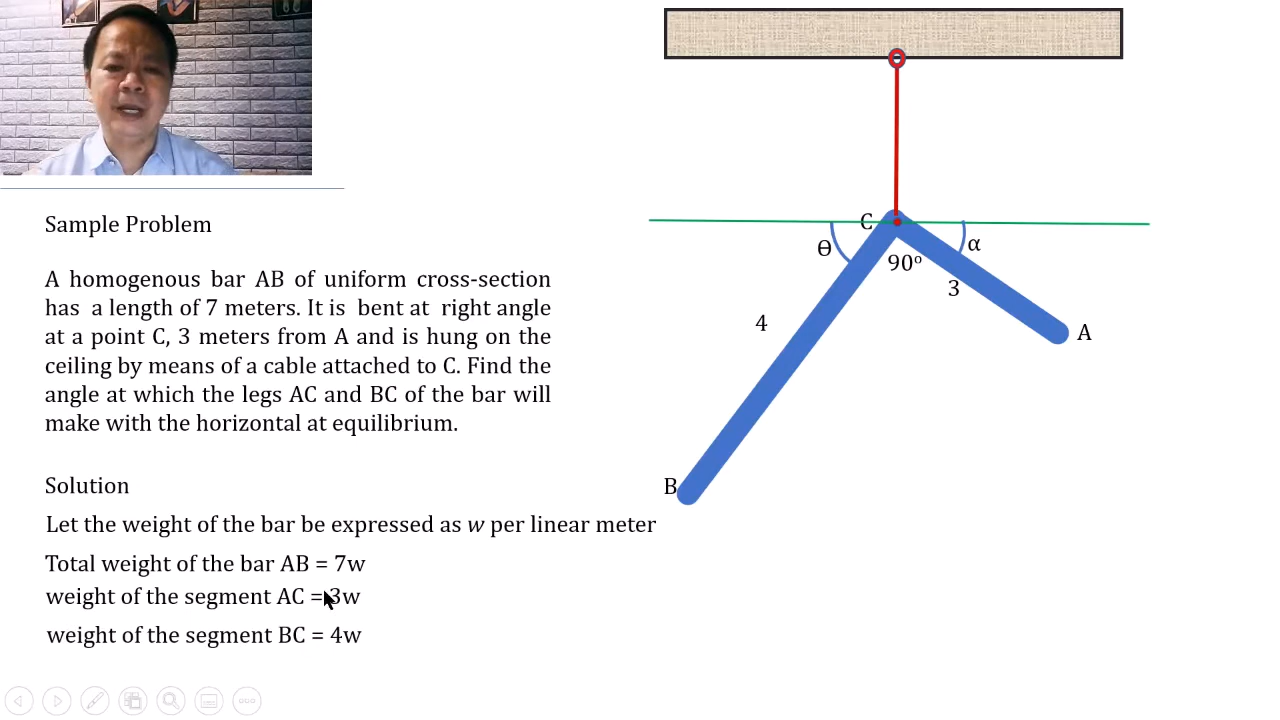 Sample Problem
A homogenous bar AB of uniform cross-section
has a length of 7 meters. It is bent at right angle
at a point C, 3 meters from A and is hung on the
ceiling by means of a cable attached to C. Find the
angle at which the legs AC and BC of the bar will
make with the horizontal at equilibrium.
Solution
Let the weight of the bar be expressed as w per linear meter
Total weight of the bar AB = 7w
weight of the segment AC = 3w
weight of the segment BC = 4w
C
ϴ
α
90º
3
4
A
B